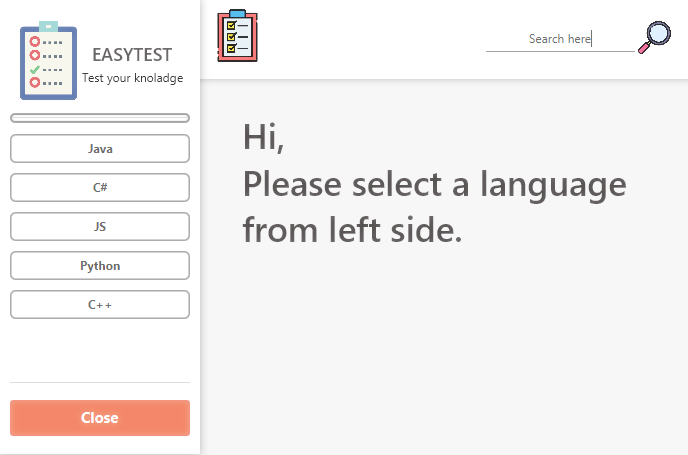 EASYTEST
Test your knoladge
Java
C#
JS
Python
C++
Close
Search here
Hi,
Please select a language
from left side.